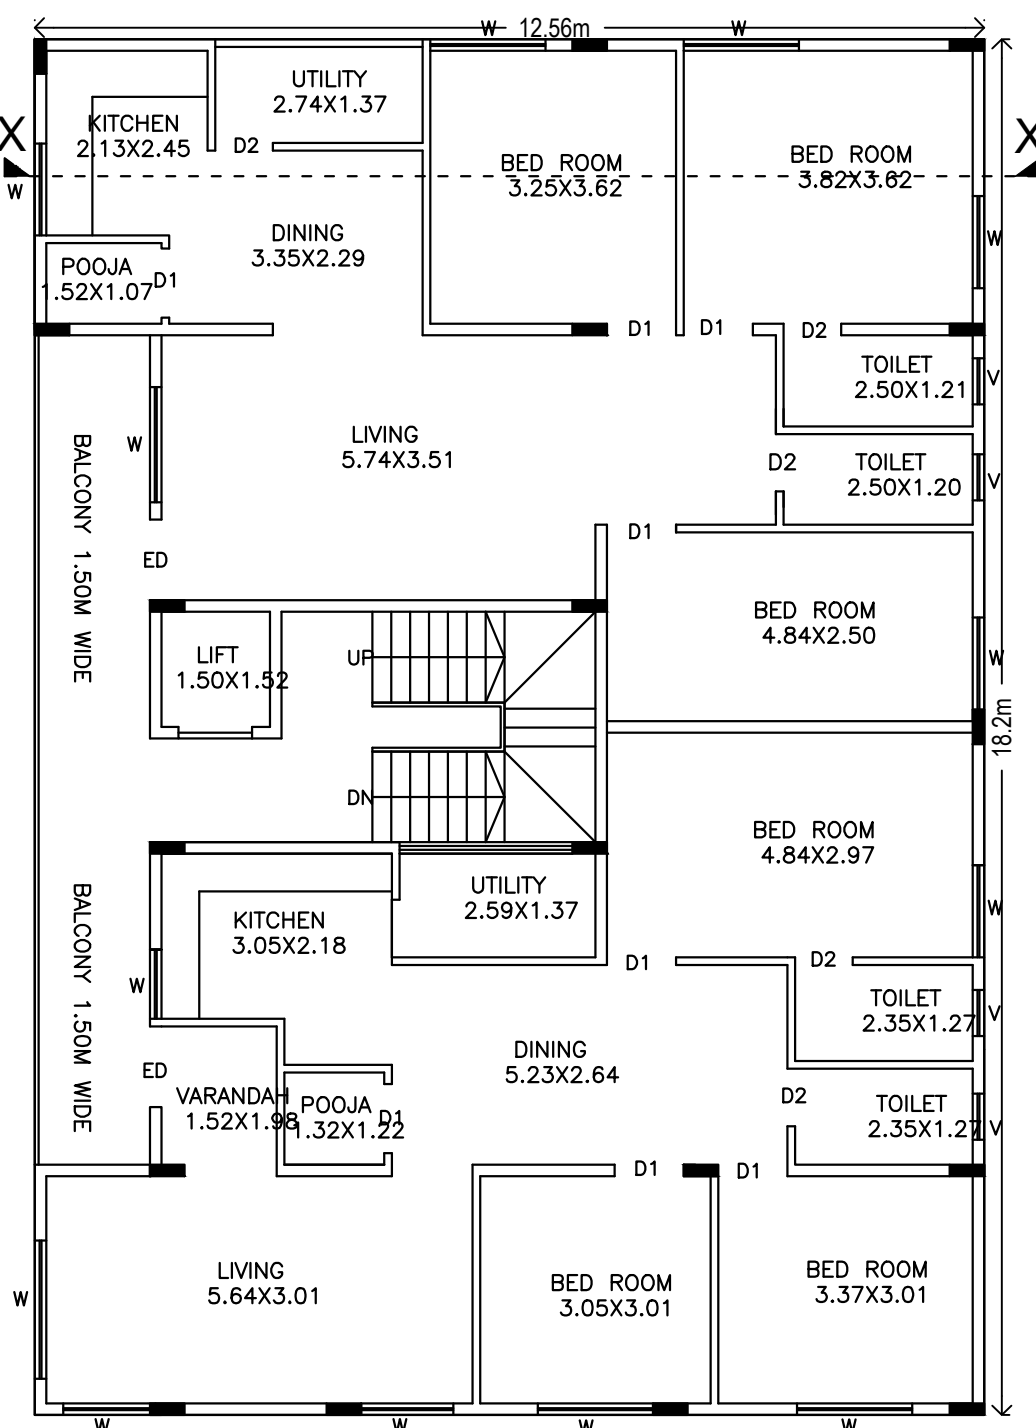 W 12.56m W
UTILITY
2.74X1.37
X
KITCHEN
2.13X2.45
D2
X
BED ROOM
3.25X3.62
BED ROOM
3.82X3.62
W
DINING
3.35X2.29
W
POOJA
1.52X1.07
D1
D1
D1
D2
TOILET
2.50X1.21
V
LIVING
5.74X3.51
W
BALCONY 1.50M WIDE
D2
TOILET
2.50X1.20
V
D1
ED
BED ROOM
4.84X2.50
LIFT
1.50X1.52
UP
W
18.2m
DN
BED ROOM
4.84X2.97
UTILITY
2.59X1.37
W
KITCHEN
3.05X2.18
BALCONY 1.50M WIDE
W
D1
D2
TOILET
2.35X1.27
V
DINING
5.23X2.64
ED
VARANDAH
1.52X1.98
POOJA
1.32X1.22
D1
D2
TOILET
2.35X1.27
V
D1
D1
LIVING
5.64X3.01
BED ROOM
3.05X3.01
BED ROOM
3.37X3.01
W
W
W
W
W